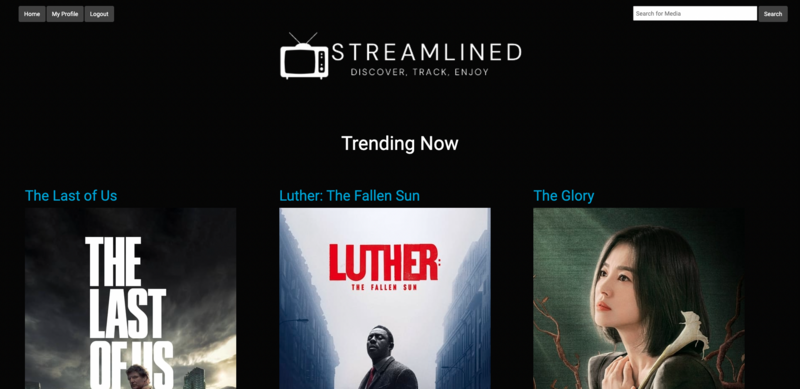 Home
My Profile
Logout
Search for Media
Search
STREAMLINED
DISCOVER, TRACK, ENJOY
Trending Now
The Last of Us
Luther: The Fallen Sun
The Glory
THE
LAST
OF US
LUTHER:
THE FALLEN SUN